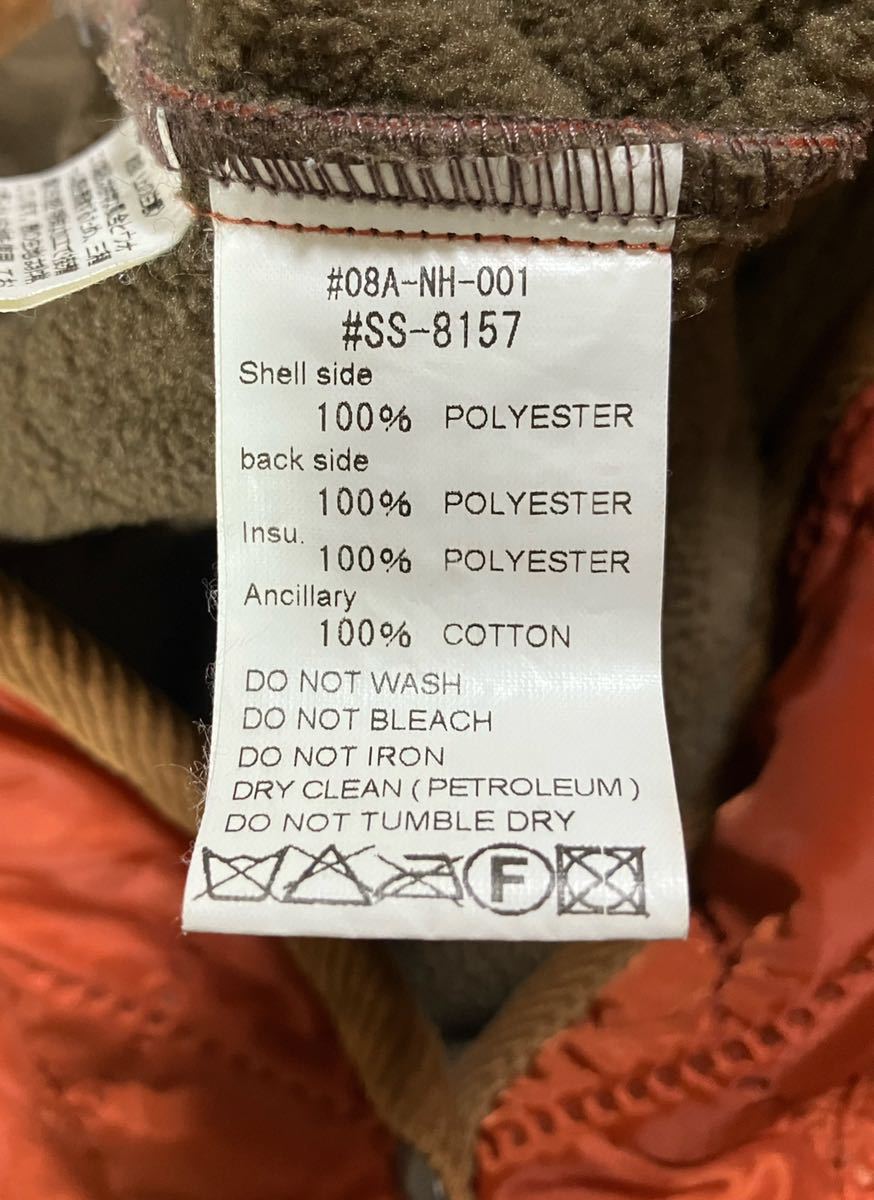 #08A-NH-001
#SS-8157
Shell side
100% POLYESTER
back side
100% POLYESTER
Insu.
100% POLYESTER
Ancillary
100% COTTON
DO NOT WASH
DO NOT BLEACH
DO NOT IRON
DRY CLEAN ( PETROLEUM )
DO NOT TUMBLE DRY
F